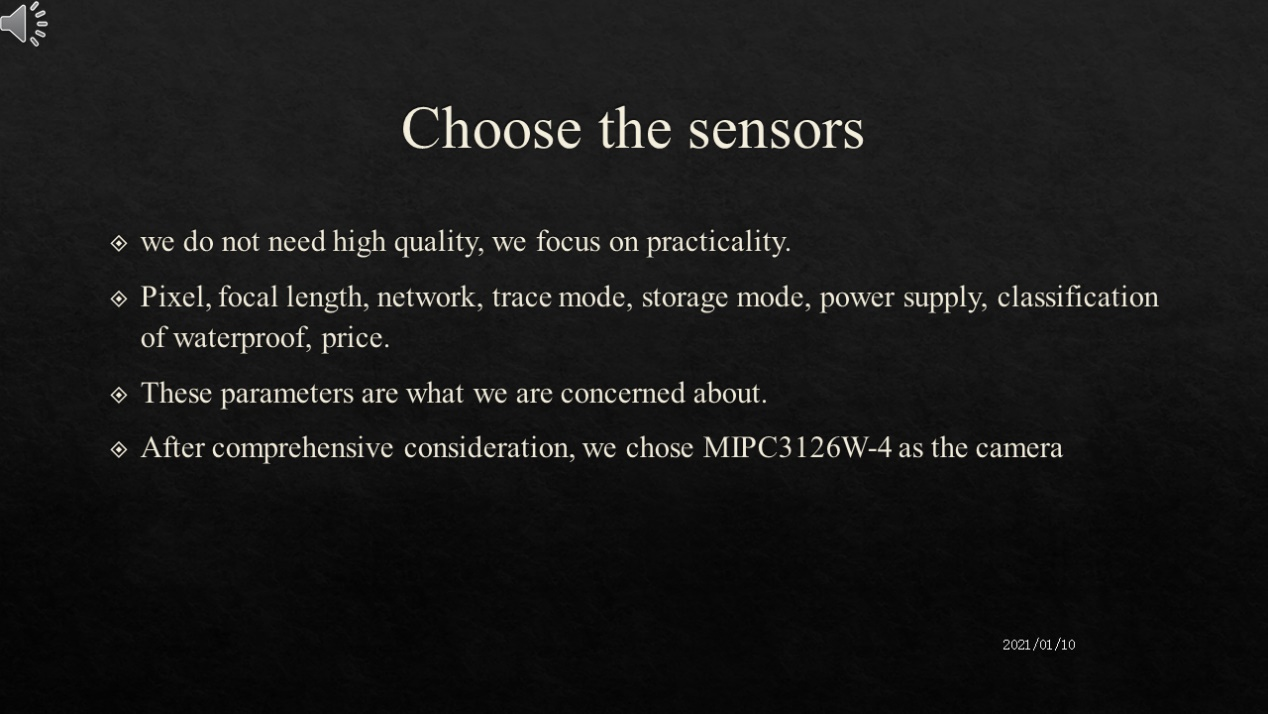 Choose the sensors
we do not need high quality, we focus on practicality.
Pixel, focal length, network, trace mode, storage mode, power supply, classification
of waterproof, price.
These parameters are what we are concerned about.
After comprehensive consideration, we chose MIPC3126W-4 as the camera
2021/01/10